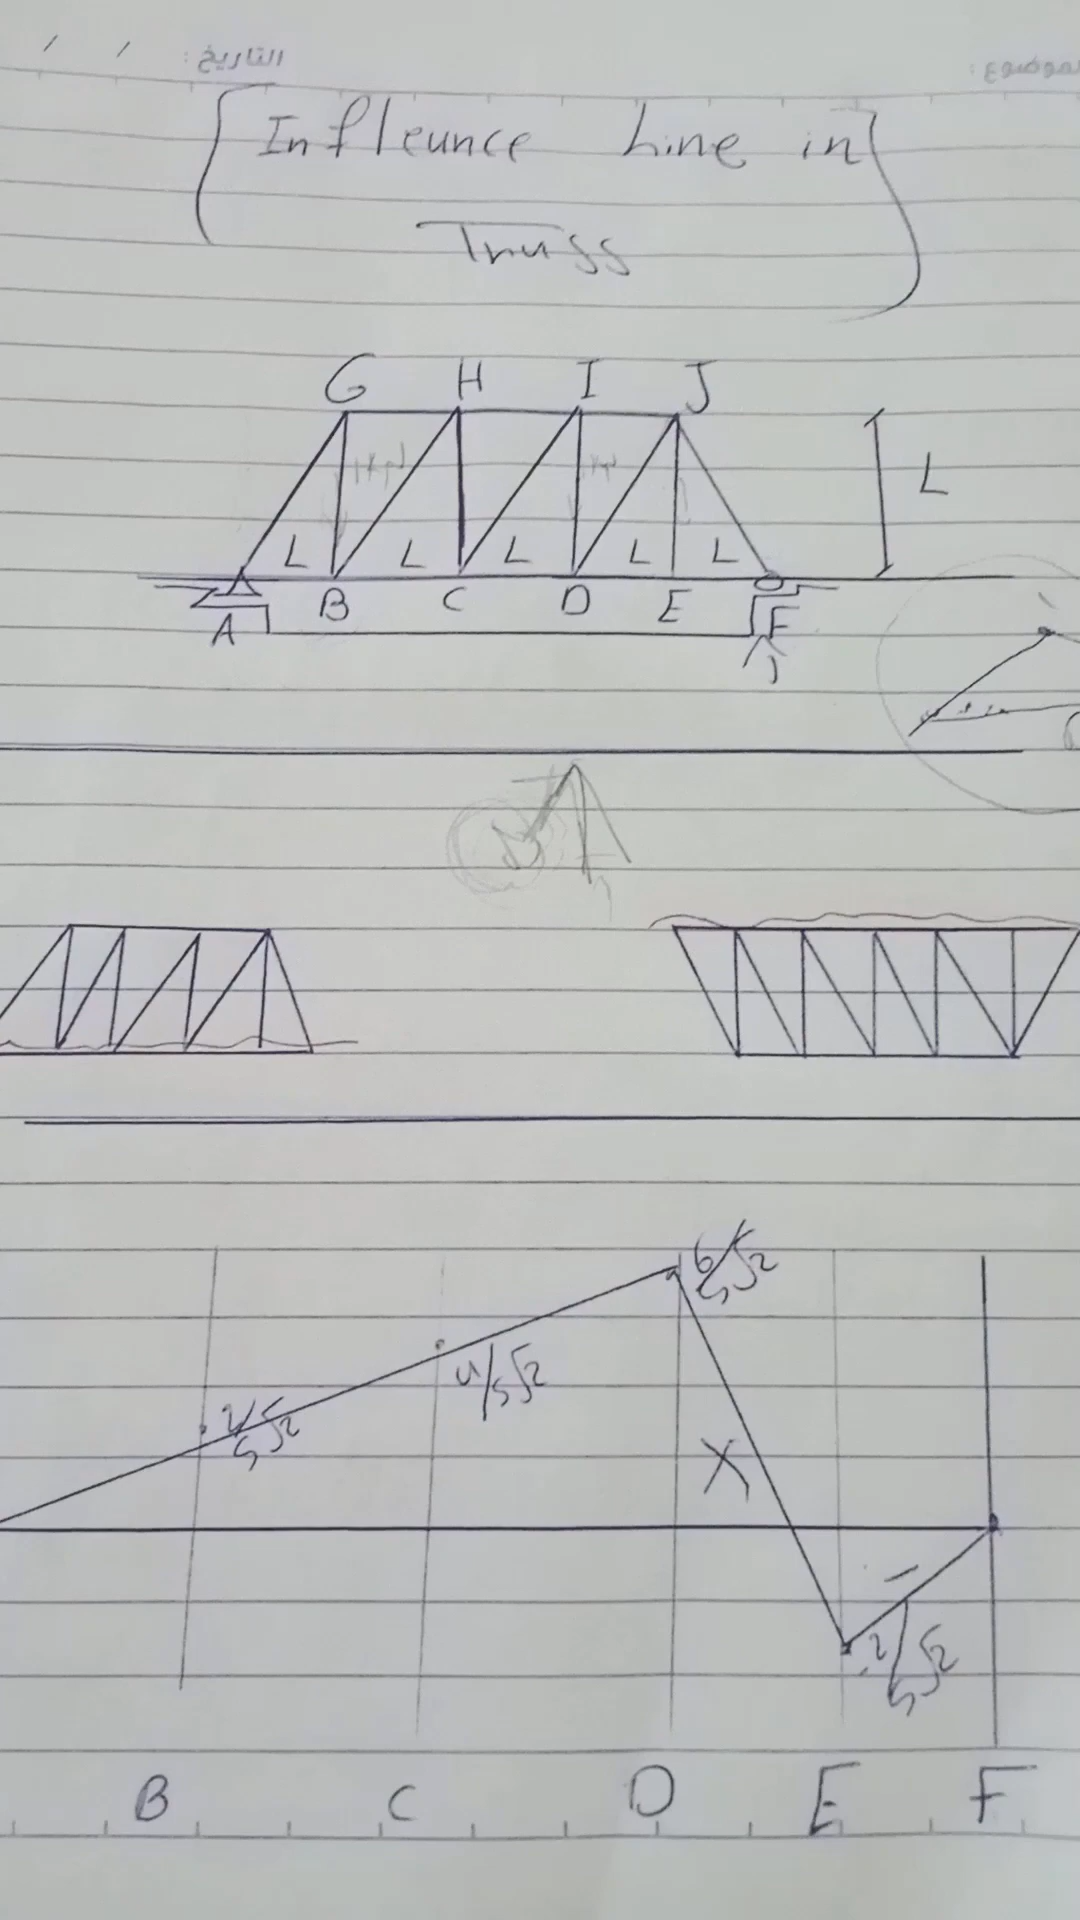 التاريخ: / /
الموضوع:
Infleunce Line in
Truss
G H I J
L
L L L L L
A B C D E F
6/5√2
4/5√2
2/5√2
X
-
-2/5√2
B C D E F